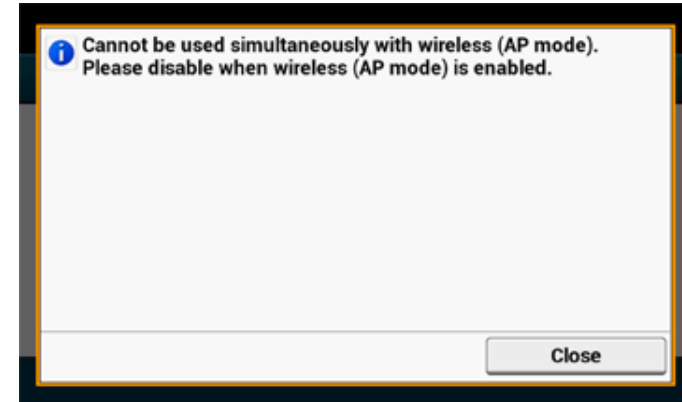 Cannot be used simultaneously with wireless (AP mode).
Please disable when wireless (AP mode) is enabled.
Close